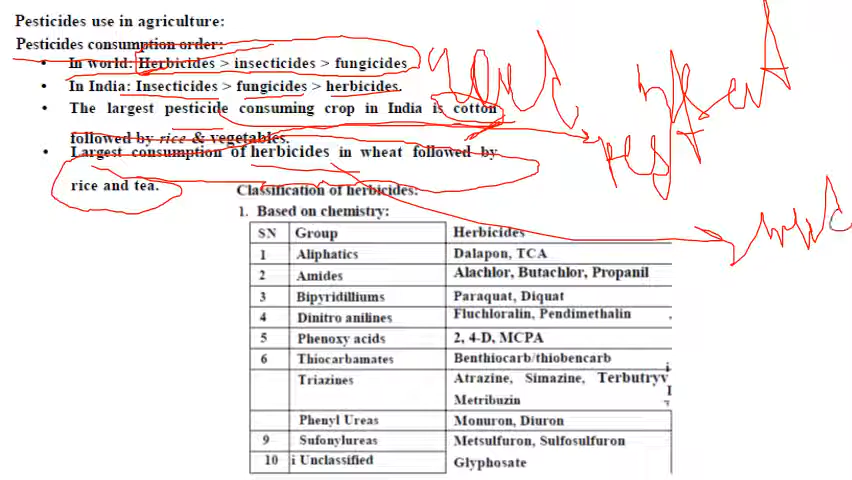 Pesticides use in agriculture:
Pesticides consumption order:
• In world: Herbicides > insecticides > fungicides
• In India: Insecticides > fungicides > herbicides.
• The largest pesticide consuming crop in India is cotton
followed by rice & vegetables.
• Largest consumption of herbicides in wheat followed by
rice and tea.
Classification of herbicides:
1. Based on chemistry:
SN Group Herbicides
1 Aliphatics Dalapon, TCA
2 Amides Alachlor, Butachlor, Propanil
3 Bipyridilliums Paraquat, Diquat
4 Dinitro anilines Fluchloralin, Pendimethalin
5 Phenoxy acids 2, 4-D, MCPA
6 Thiocarbamates Benthiocarb/thiobencarb
Triazines Atrazine, Simazine, Terbutryv
Metribuzin
Phenyl Ureas Monuron, Diuron
9 Sufonylureas Metsulfuron, Sulfosulfuron
10 i Unclassified Glyphosate
pest